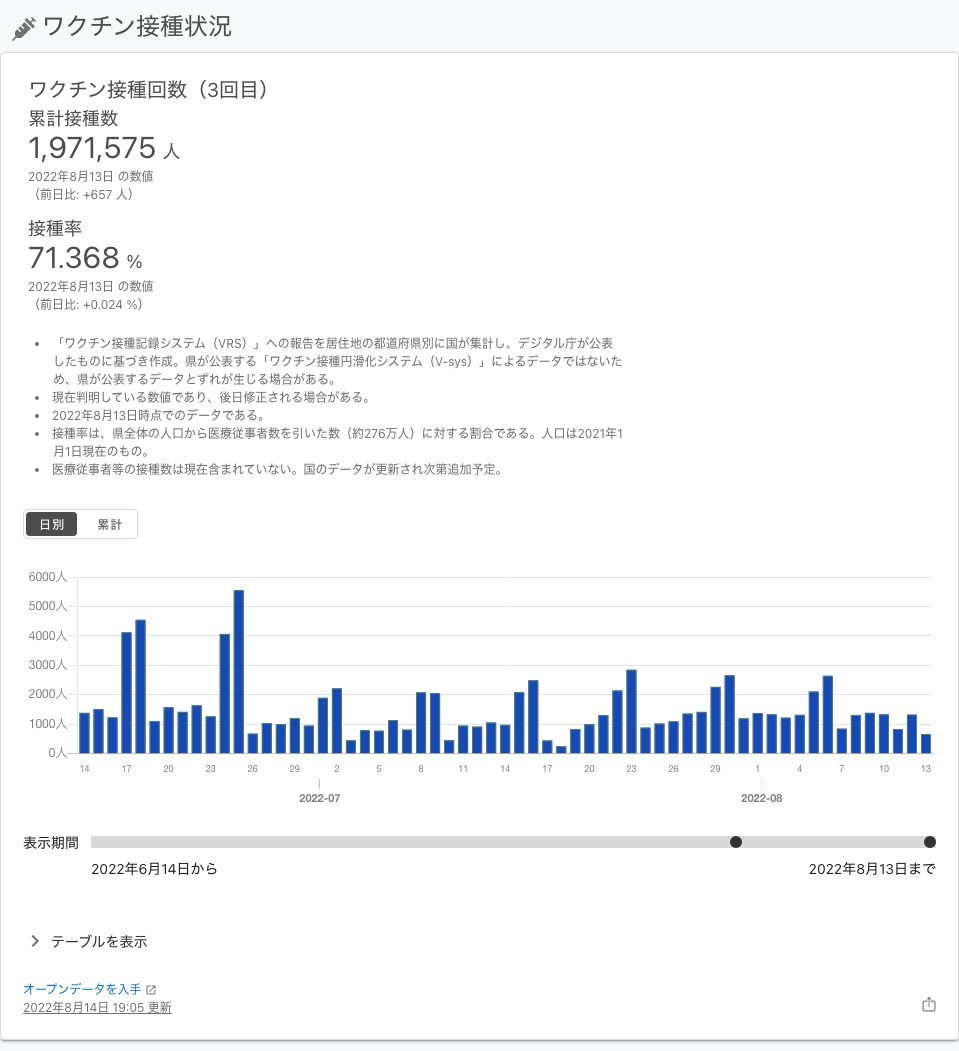 ワクチン接種状況
ワクチン接種回数（3回目）
累計接種数
1,971,575 人
2022年8月13日 の数値
（前日比: +657 人）
接種率
71.368 %
2022年8月13日 の数値
（前日比: +0.024 %）
• 「ワクチン接種記録システム（VRS）」への報告を居住地の都道府県別に国が集計し、デジタル庁が公表
したものに基づき作成。県が公表する「ワクチン接種円滑化システム（V-sys）」によるデータではないた
め、県が公表するデータとずれが生じる場合がある。
• 現在判明している数値であり、後日修正される場合がある。
• 2022年8月13日時点でのデータである。
• 接種率は、県全体の人口から医療従事者数を引いた数（約276万人）に対する割合である。人口は2021年1
月1日現在のもの。
• 医療従事者等の接種数は現在含まれていない。国のデータが更新され次第追加予定。
日別 累計
6000人
5000人
4000人
3000人
2000人
1000人
0人
14 17 20 23 26 29 2 5 8 11 14 17 20 23 26 29 1 4 7 10 13
2022-07 2022-08
表示期間
2022年6月14日から 2022年8月13日まで
テーブルを表示
オープンデータを入手
2022年8月14日 19:05 更新